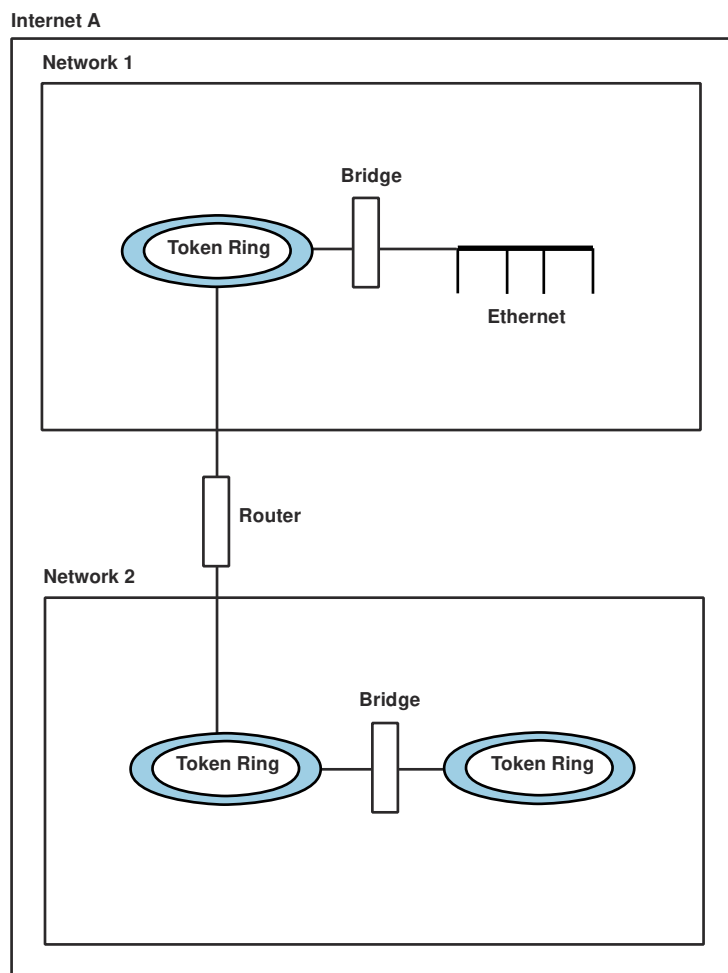 Internet A
Network 1
Bridge
Token Ring
Ethernet
Router
Network 2
Bridge
Token Ring
Token Ring